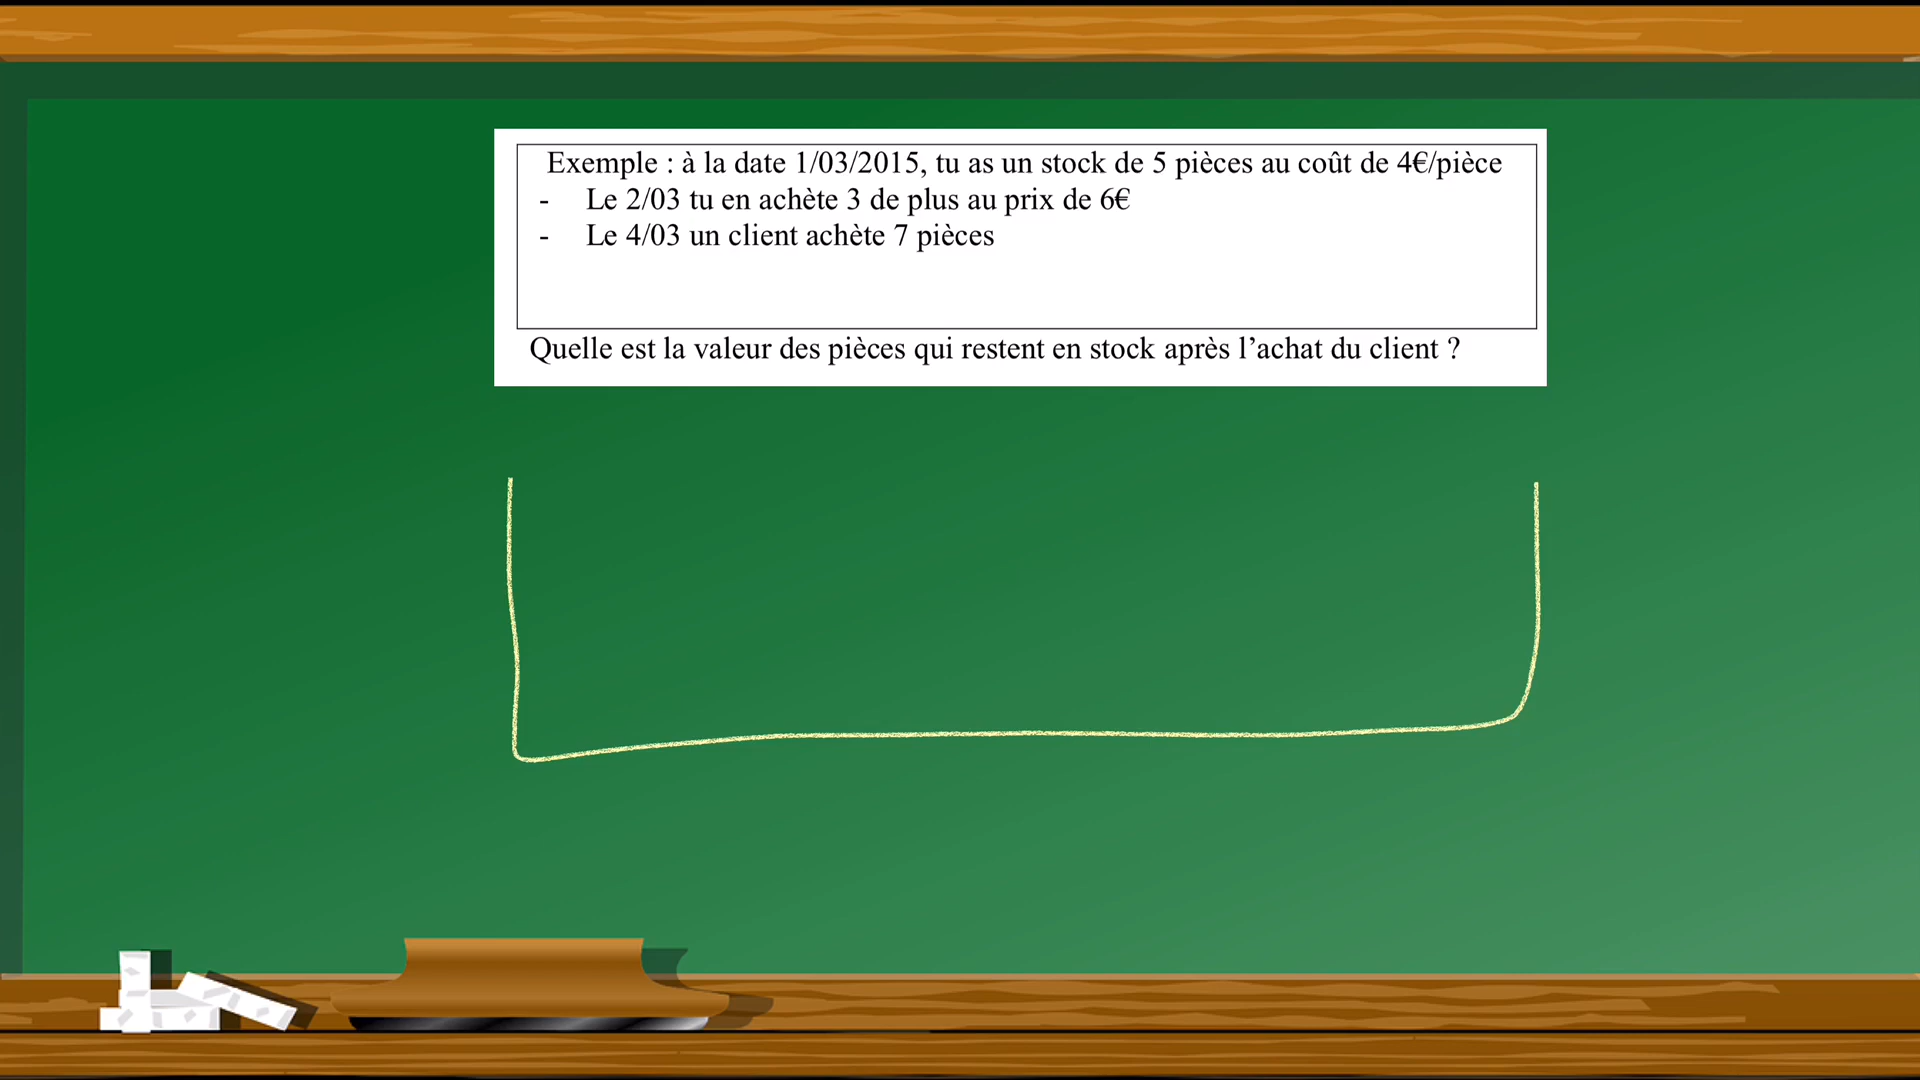 Exemple : à la date 1/03/2015, tu as un stock de 5 pièces au coût de 4€/pièce
- Le 2/03 tu en achète 3 de plus au prix de 6€
- Le 4/03 un client achète 7 pièces
Quelle est la valeur des pièces qui restent en stock après l’achat du client ?